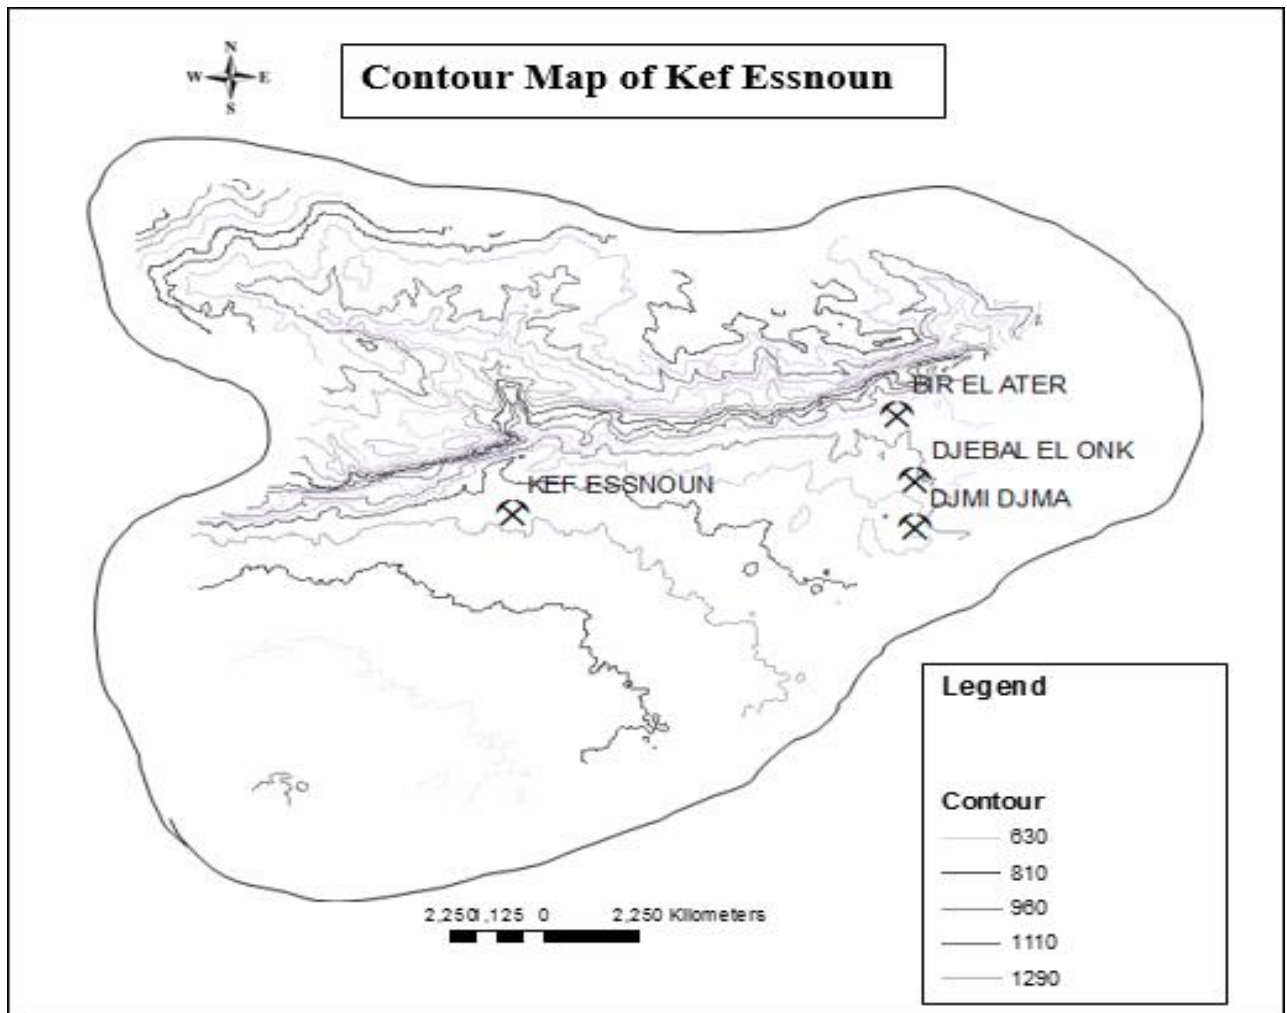 N
W E
S
Contour Map of Kef Essnoun
BIR EL ATER
DJEBAL EL ONK
KEF ESSNOUN
DJMI DJMA
Legend
Contour
630
810
960
1110
1290
2,250 1,125 0 2,250 Kilometers